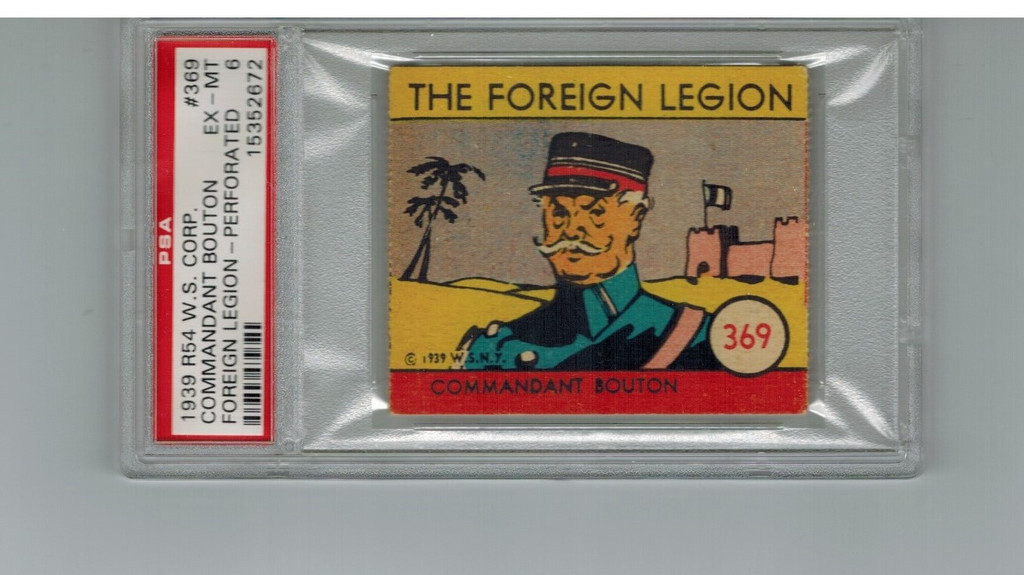 PSA
1939 R54 W.S. CORP. #369
COMMANDANT BOUTON EX - MT
FOREIGN LEGION - PERFORATED 6
15352672
THE FOREIGN LEGION
369
© 1939 W.S.N.Y.
COMMANDANT BOUTON